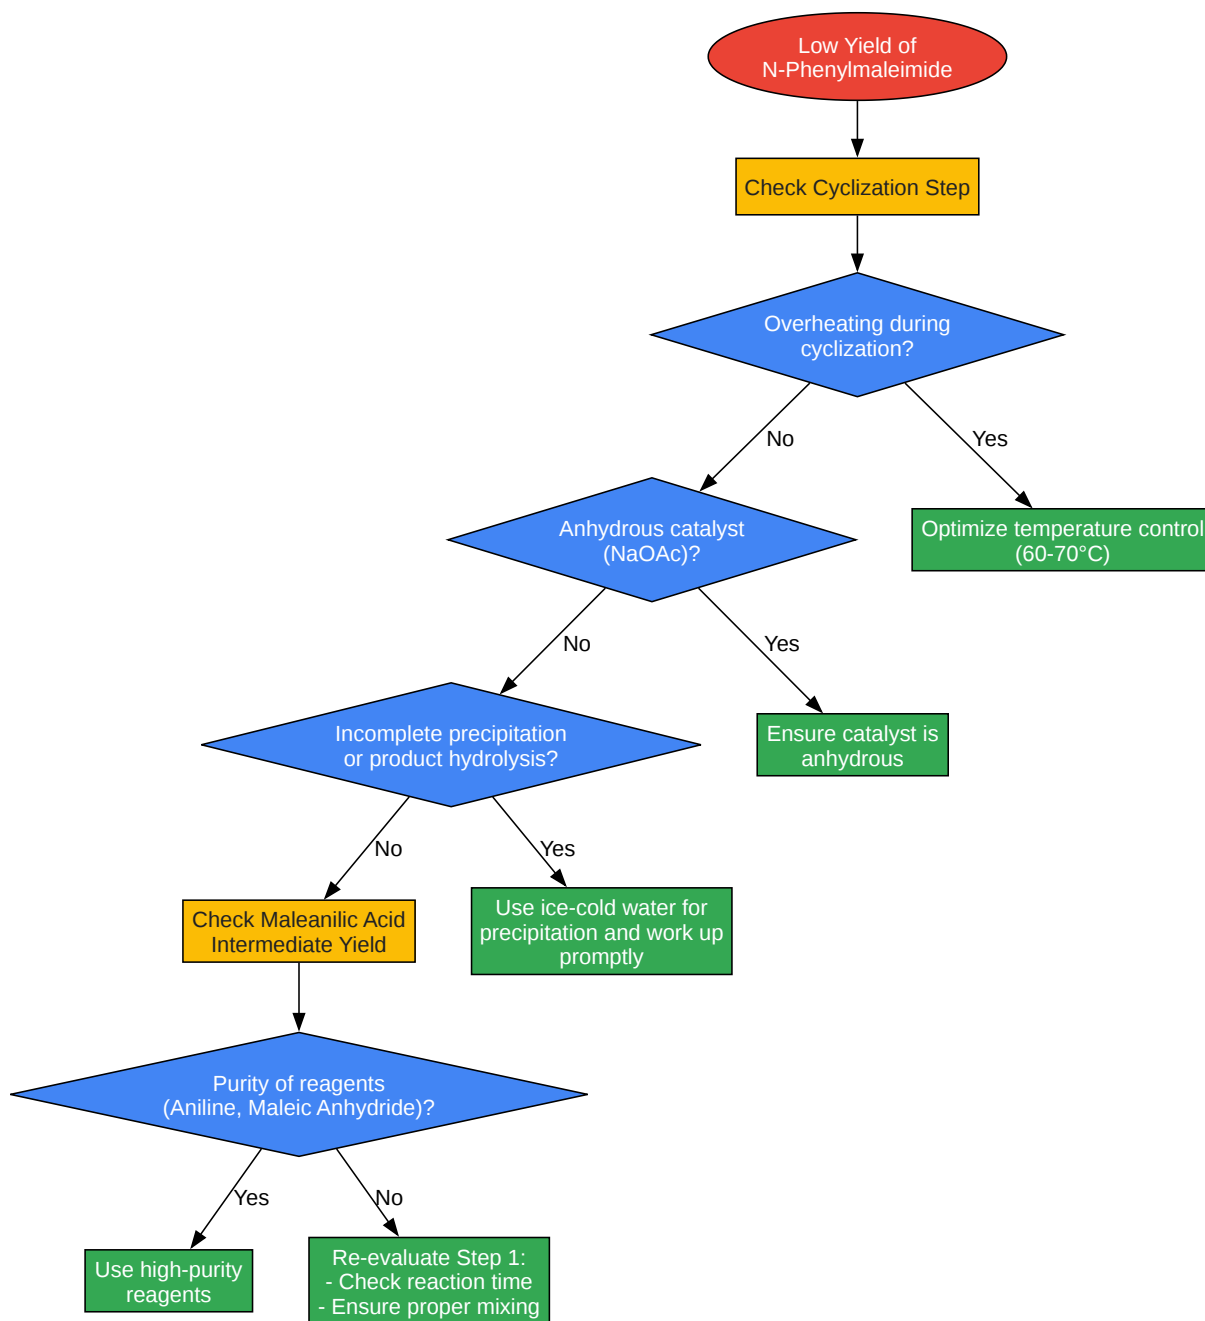 Low Yield of
N-Phenylmaleimide
Check Cyclization Step
Overheating during
cyclization?
No
Yes
Anhydrous catalyst
(NaOAc)?
Optimize temperature control
(60-70°C)
No
Yes
Incomplete precipitation
or product hydrolysis?
Ensure catalyst is
anhydrous
No
Yes
Check Maleanilic Acid
Intermediate Yield
Use ice-cold water for
precipitation and work up
promptly
Purity of reagents
(Aniline, Maleic Anhydride)?
Yes
No
Use high-purity
reagents
Re-evaluate Step 1:
- Check reaction time
- Ensure proper mixing